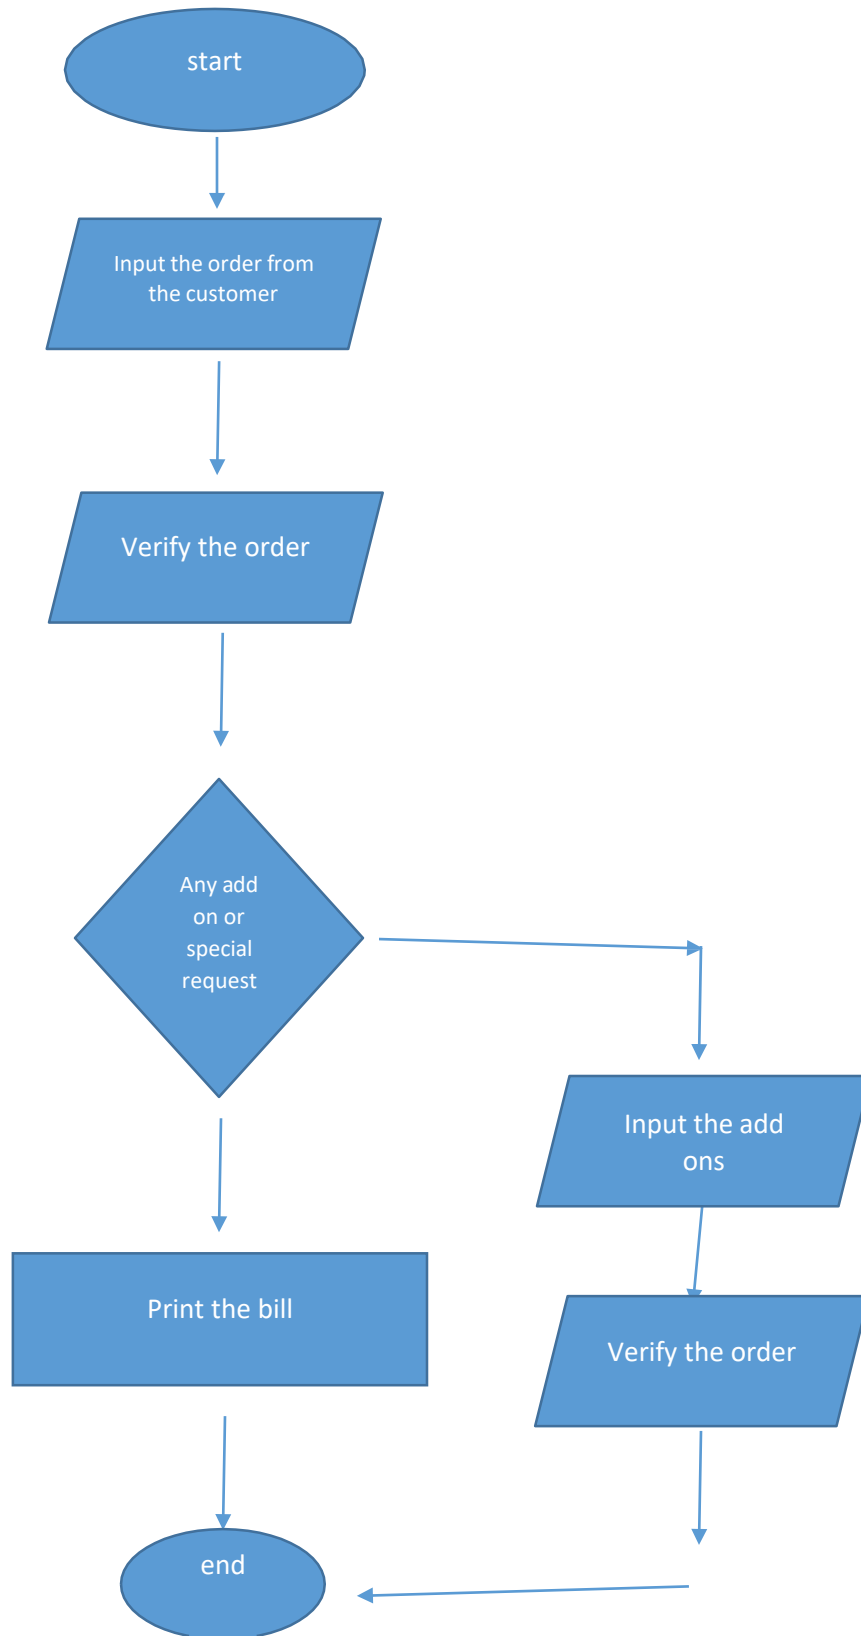 start
Input the order from
the customer
Verify the order
Any add
on or
special
request
Input the add
ons
Print the bill
Verify the order
end